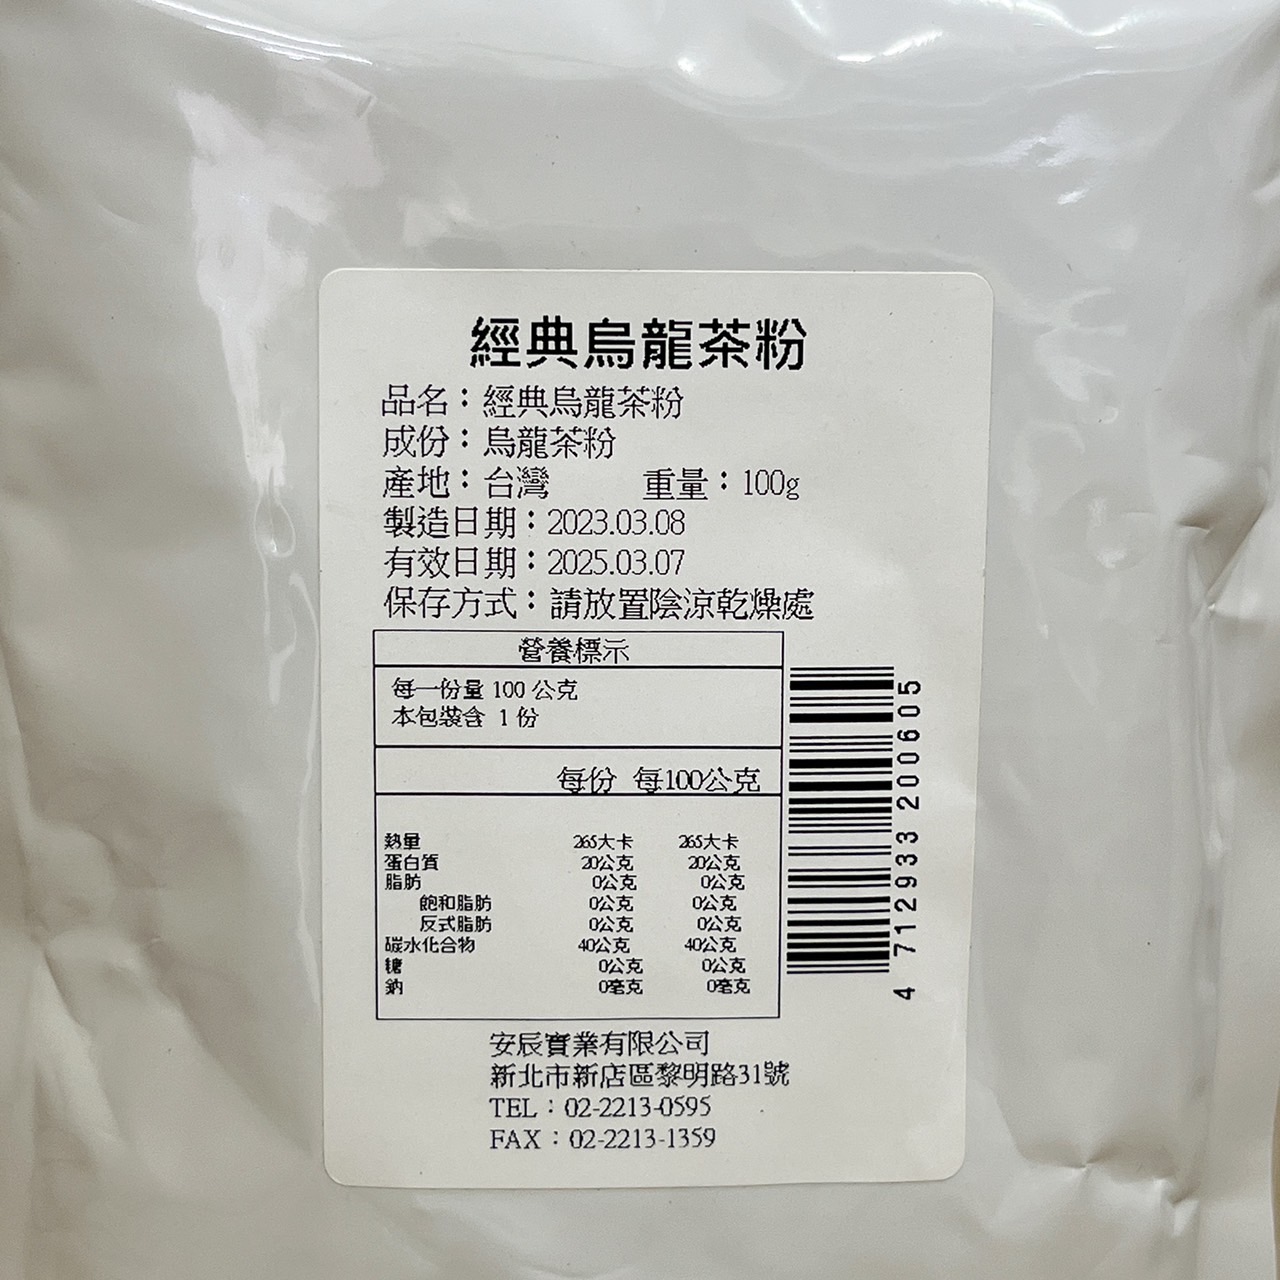 經典烏龍茶粉
品名：經典烏龍茶粉
成份：烏龍茶粉
產地：台灣 重量：100g
製造日期：2023.03.08
有效日期：2025.03.07
保存方式：請放置陰涼乾燥處
營養標示
每一份量 100 公克
本包裝含 1 份
每份 每100公克
熱量 265大卡 265大卡
蛋白質 20公克 20公克
脂肪 0公克 0公克
飽和脂肪 0公克 0公克
反式脂肪 0公克 0公克
碳水化合物 40公克 40公克
糖 0公克 0公克
鈉 0毫克 0毫克
4 712933 200605
安辰實業有限公司
新北市新店區黎明路31號
TEL：02-2213-0595
FAX：02-2213-1359